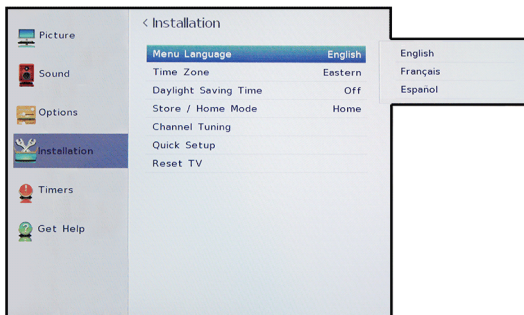 Picture
Sound
Options
Installation
Timers
Get Help
< Installation
Menu Language English
Time Zone Eastern
Daylight Saving Time Off
Store / Home Mode Home
Channel Tuning
Quick Setup
Reset TV
English
Français
Español